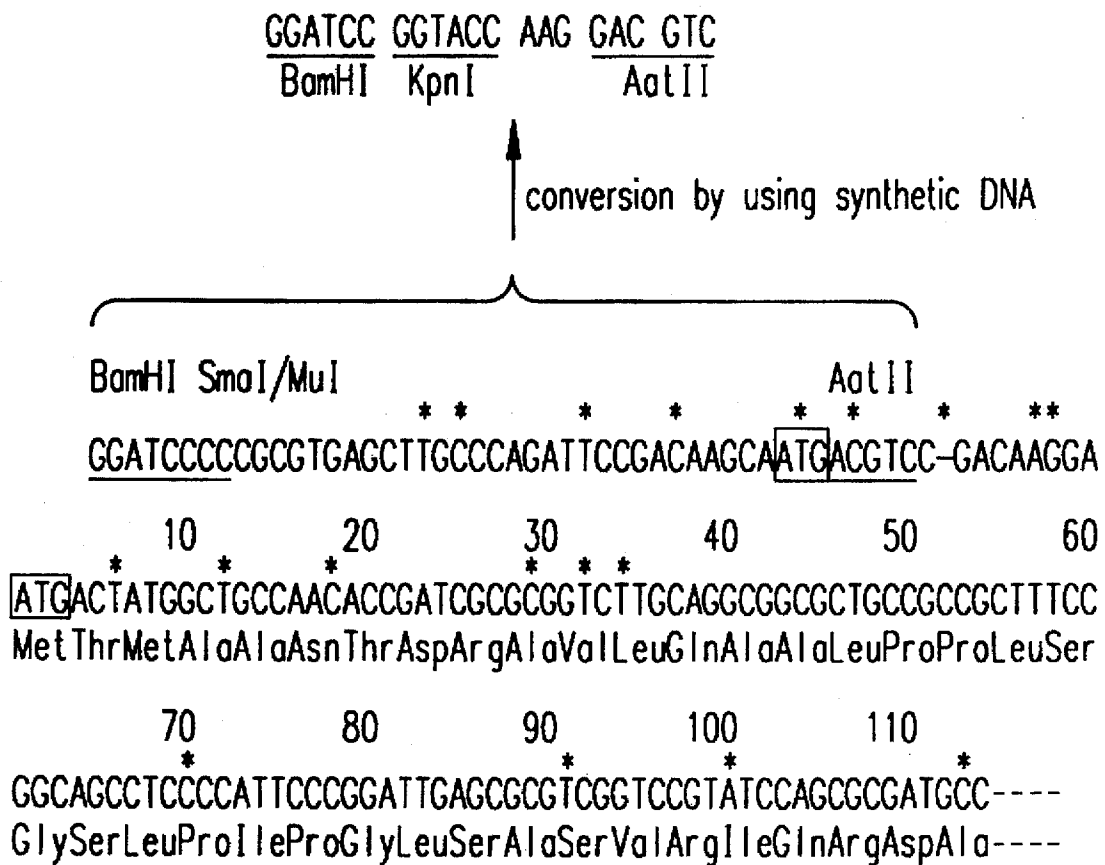 GGATCC GGTACC AAG GAC GTC
BamHI KpnI AatII
conversion by using synthetic DNA
BamHI SmaI/MuI AatII
* * * * * * * * *
GGATCCCCCGCGTGAGCTTGCCCAGATTCCGACAAGCAATGACGTCC-GACAAGGA
10 20 30 40 50 60
* * * * * *
ATGACTATGGCTGCCAACACCGATCGCGCGGTCTTGCAGGCGGCGCTGCCGCCGCTTTCC
MetThrMetAlaAlaAsnThrAspArgAlaValLeuGlnAlaAlaLeuProProLeuSer
70 80 90 100 110
* * * *
GGCAGCCTCCCCATTCCCGGATTGAGCGCGTCGGTCCGTATCCAGCGCGATGCC----
GlySerLeuProIleProGlyLeuSerAlaSerValArgIleGlnArgAspAla----